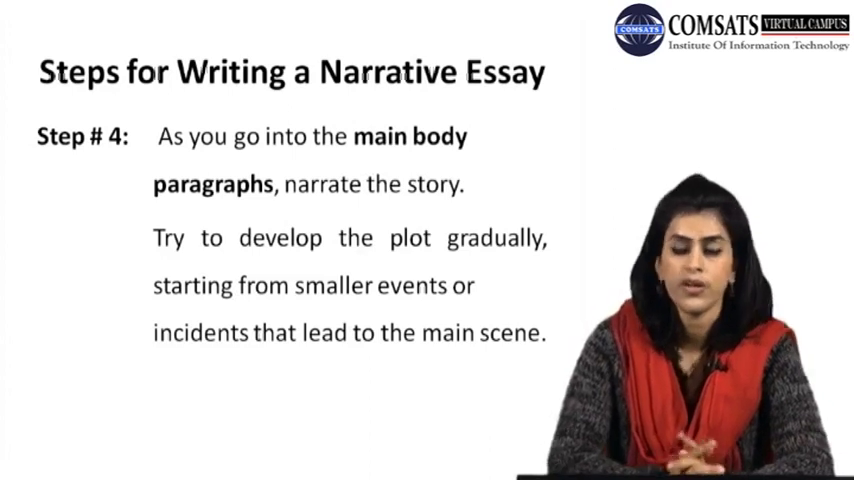 COMSATS VIRTUAL CAMPUS
COMSATS
Institute Of Information Technology
Steps for Writing a Narrative Essay
Step # 4: As you go into the main body
paragraphs, narrate the story.
Try to develop the plot gradually,
starting from smaller events or
incidents that lead to the main scene.